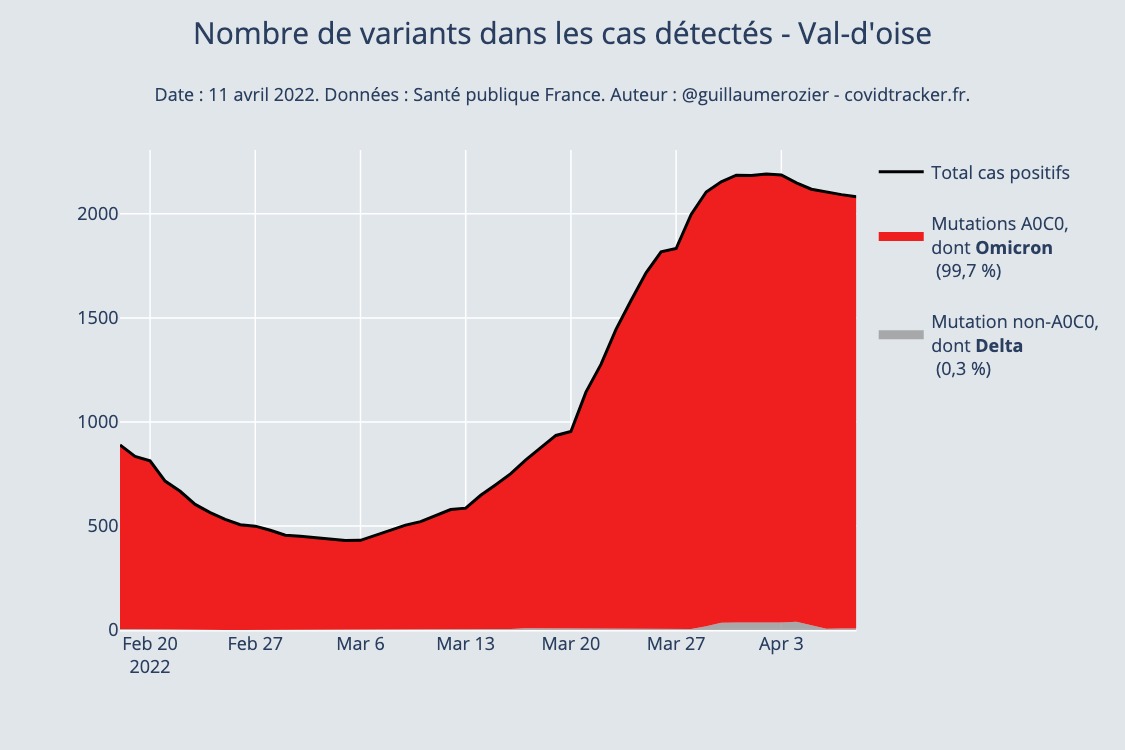 Nombre de variants dans les cas détectés - Val-d'oise
Date : 11 avril 2022. Données : Santé publique France. Auteur : @guillaumerozier - covidtracker.fr.
Total cas positifs
Mutations A0C0,
dont Omicron
(99,7 %)
Mutation non-A0C0,
dont Delta
(0,3 %)
2000
1500
1000
500
0
Feb 20
2022
Feb 27
Mar 6
Mar 13
Mar 20
Mar 27
Apr 3